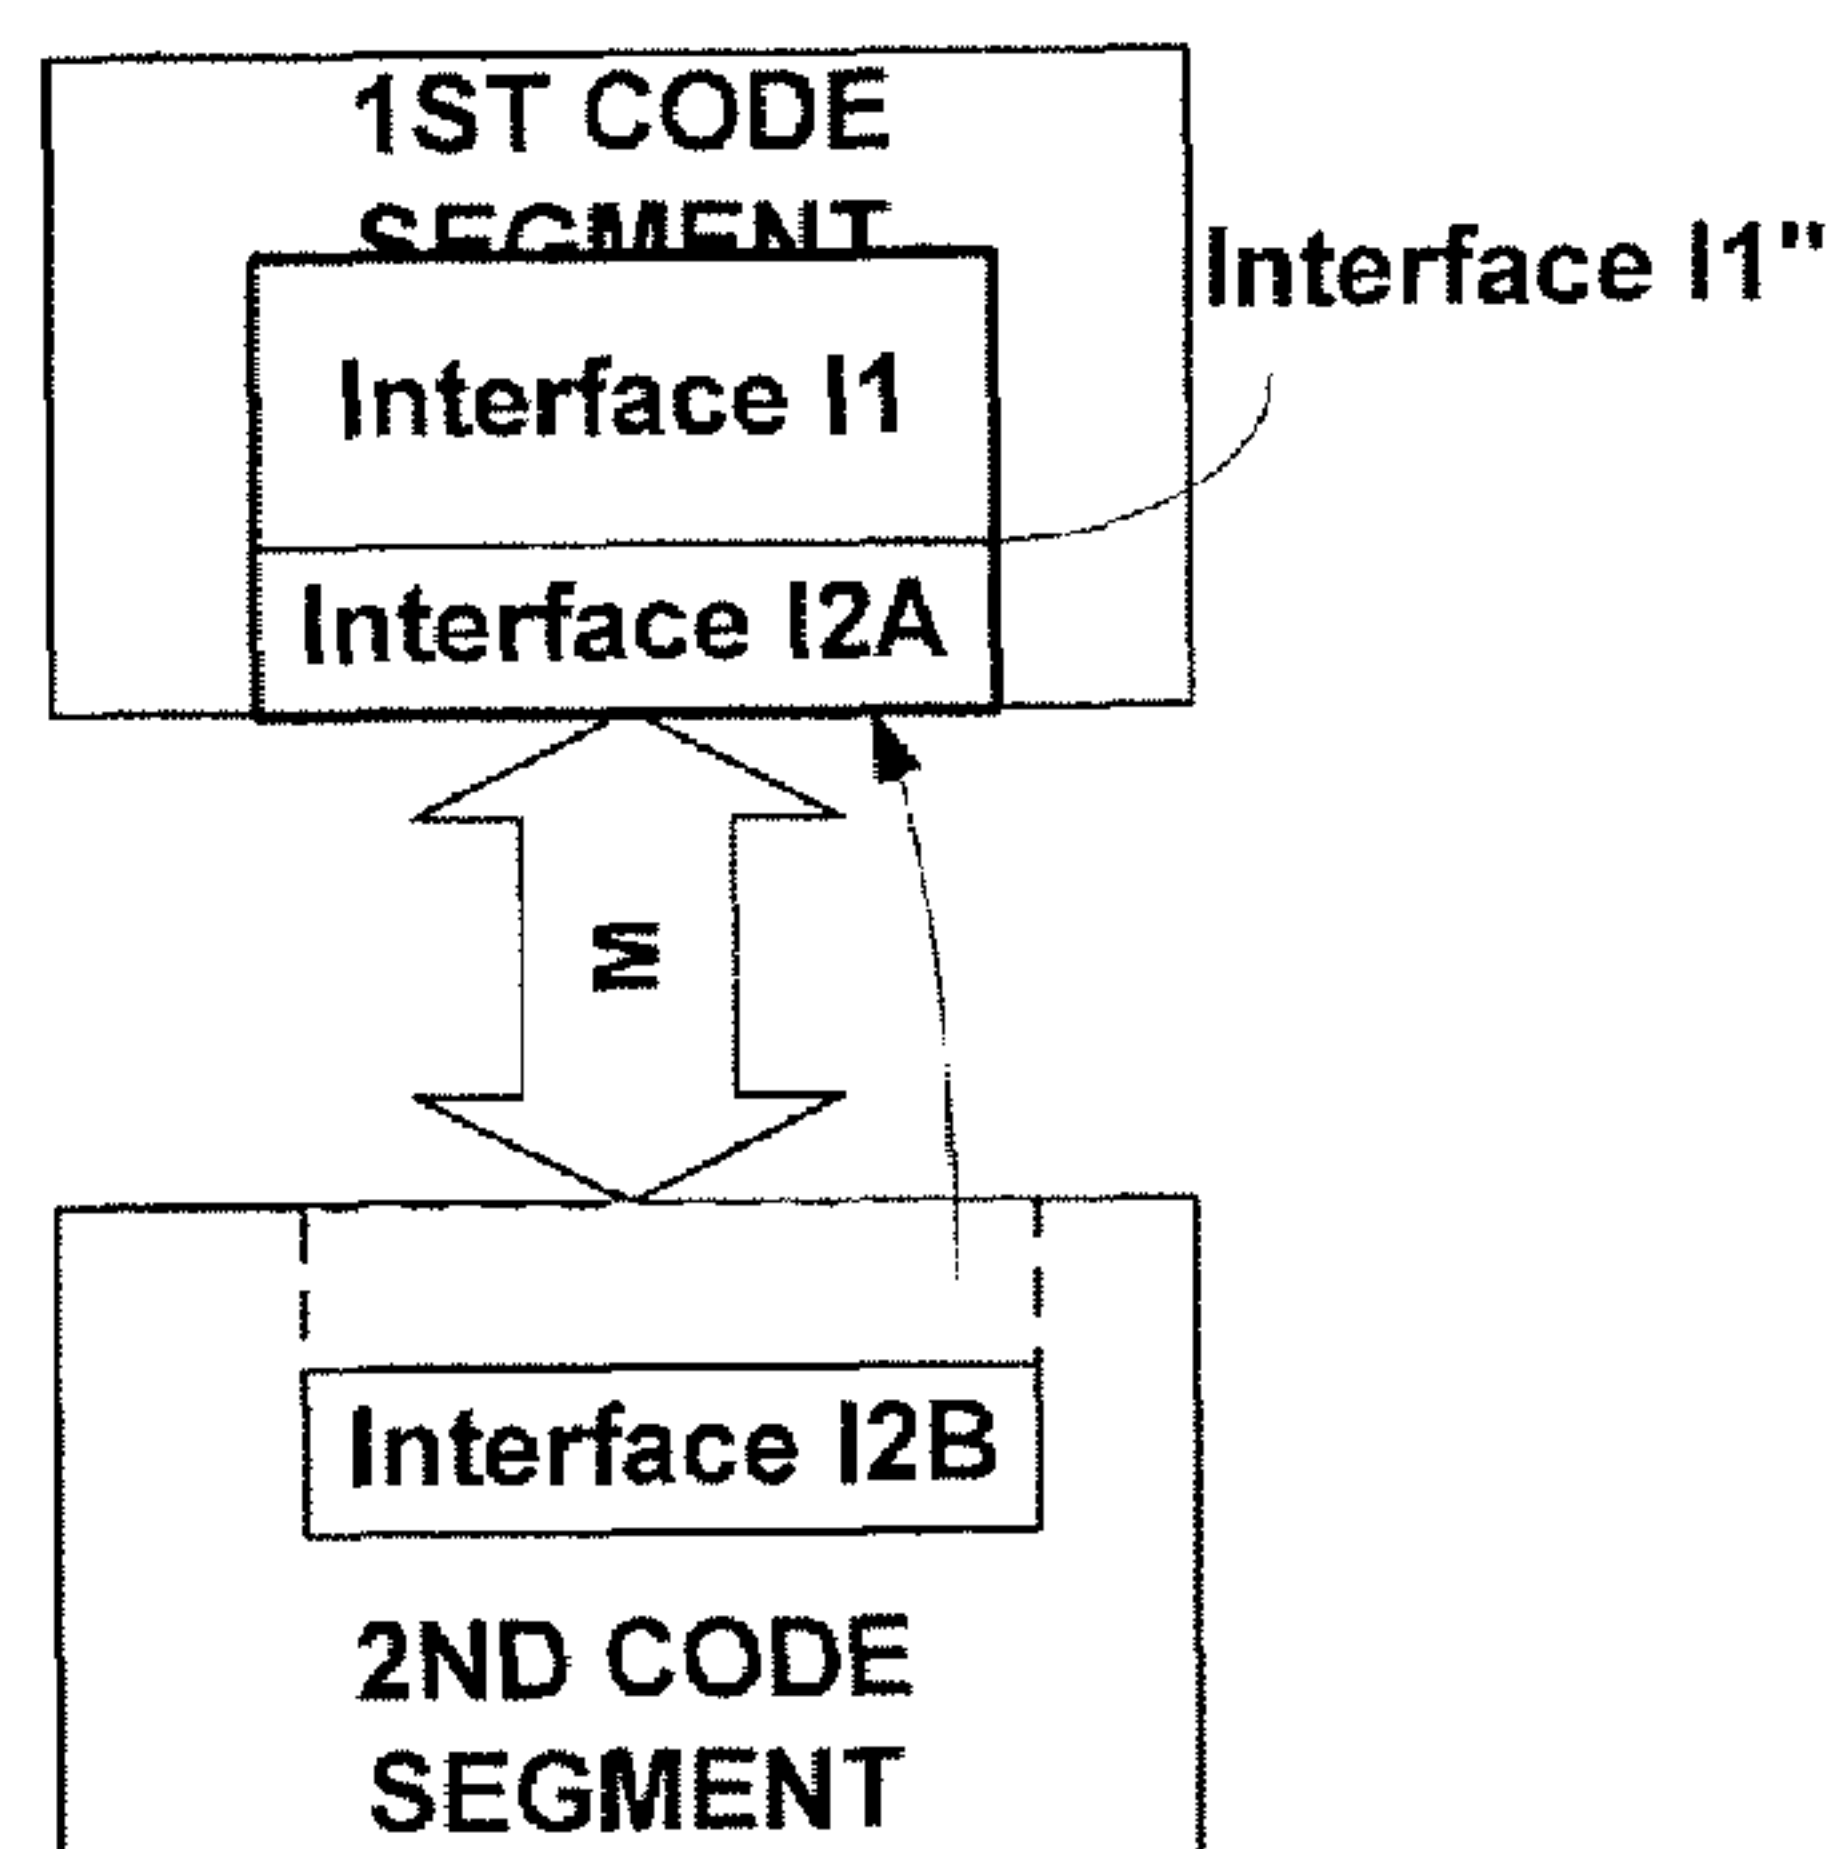 1ST CODE
SEGMENT
Interface I1"
Interface I1
Interface I2A
M
Interface I2B
2ND CODE
SEGMENT